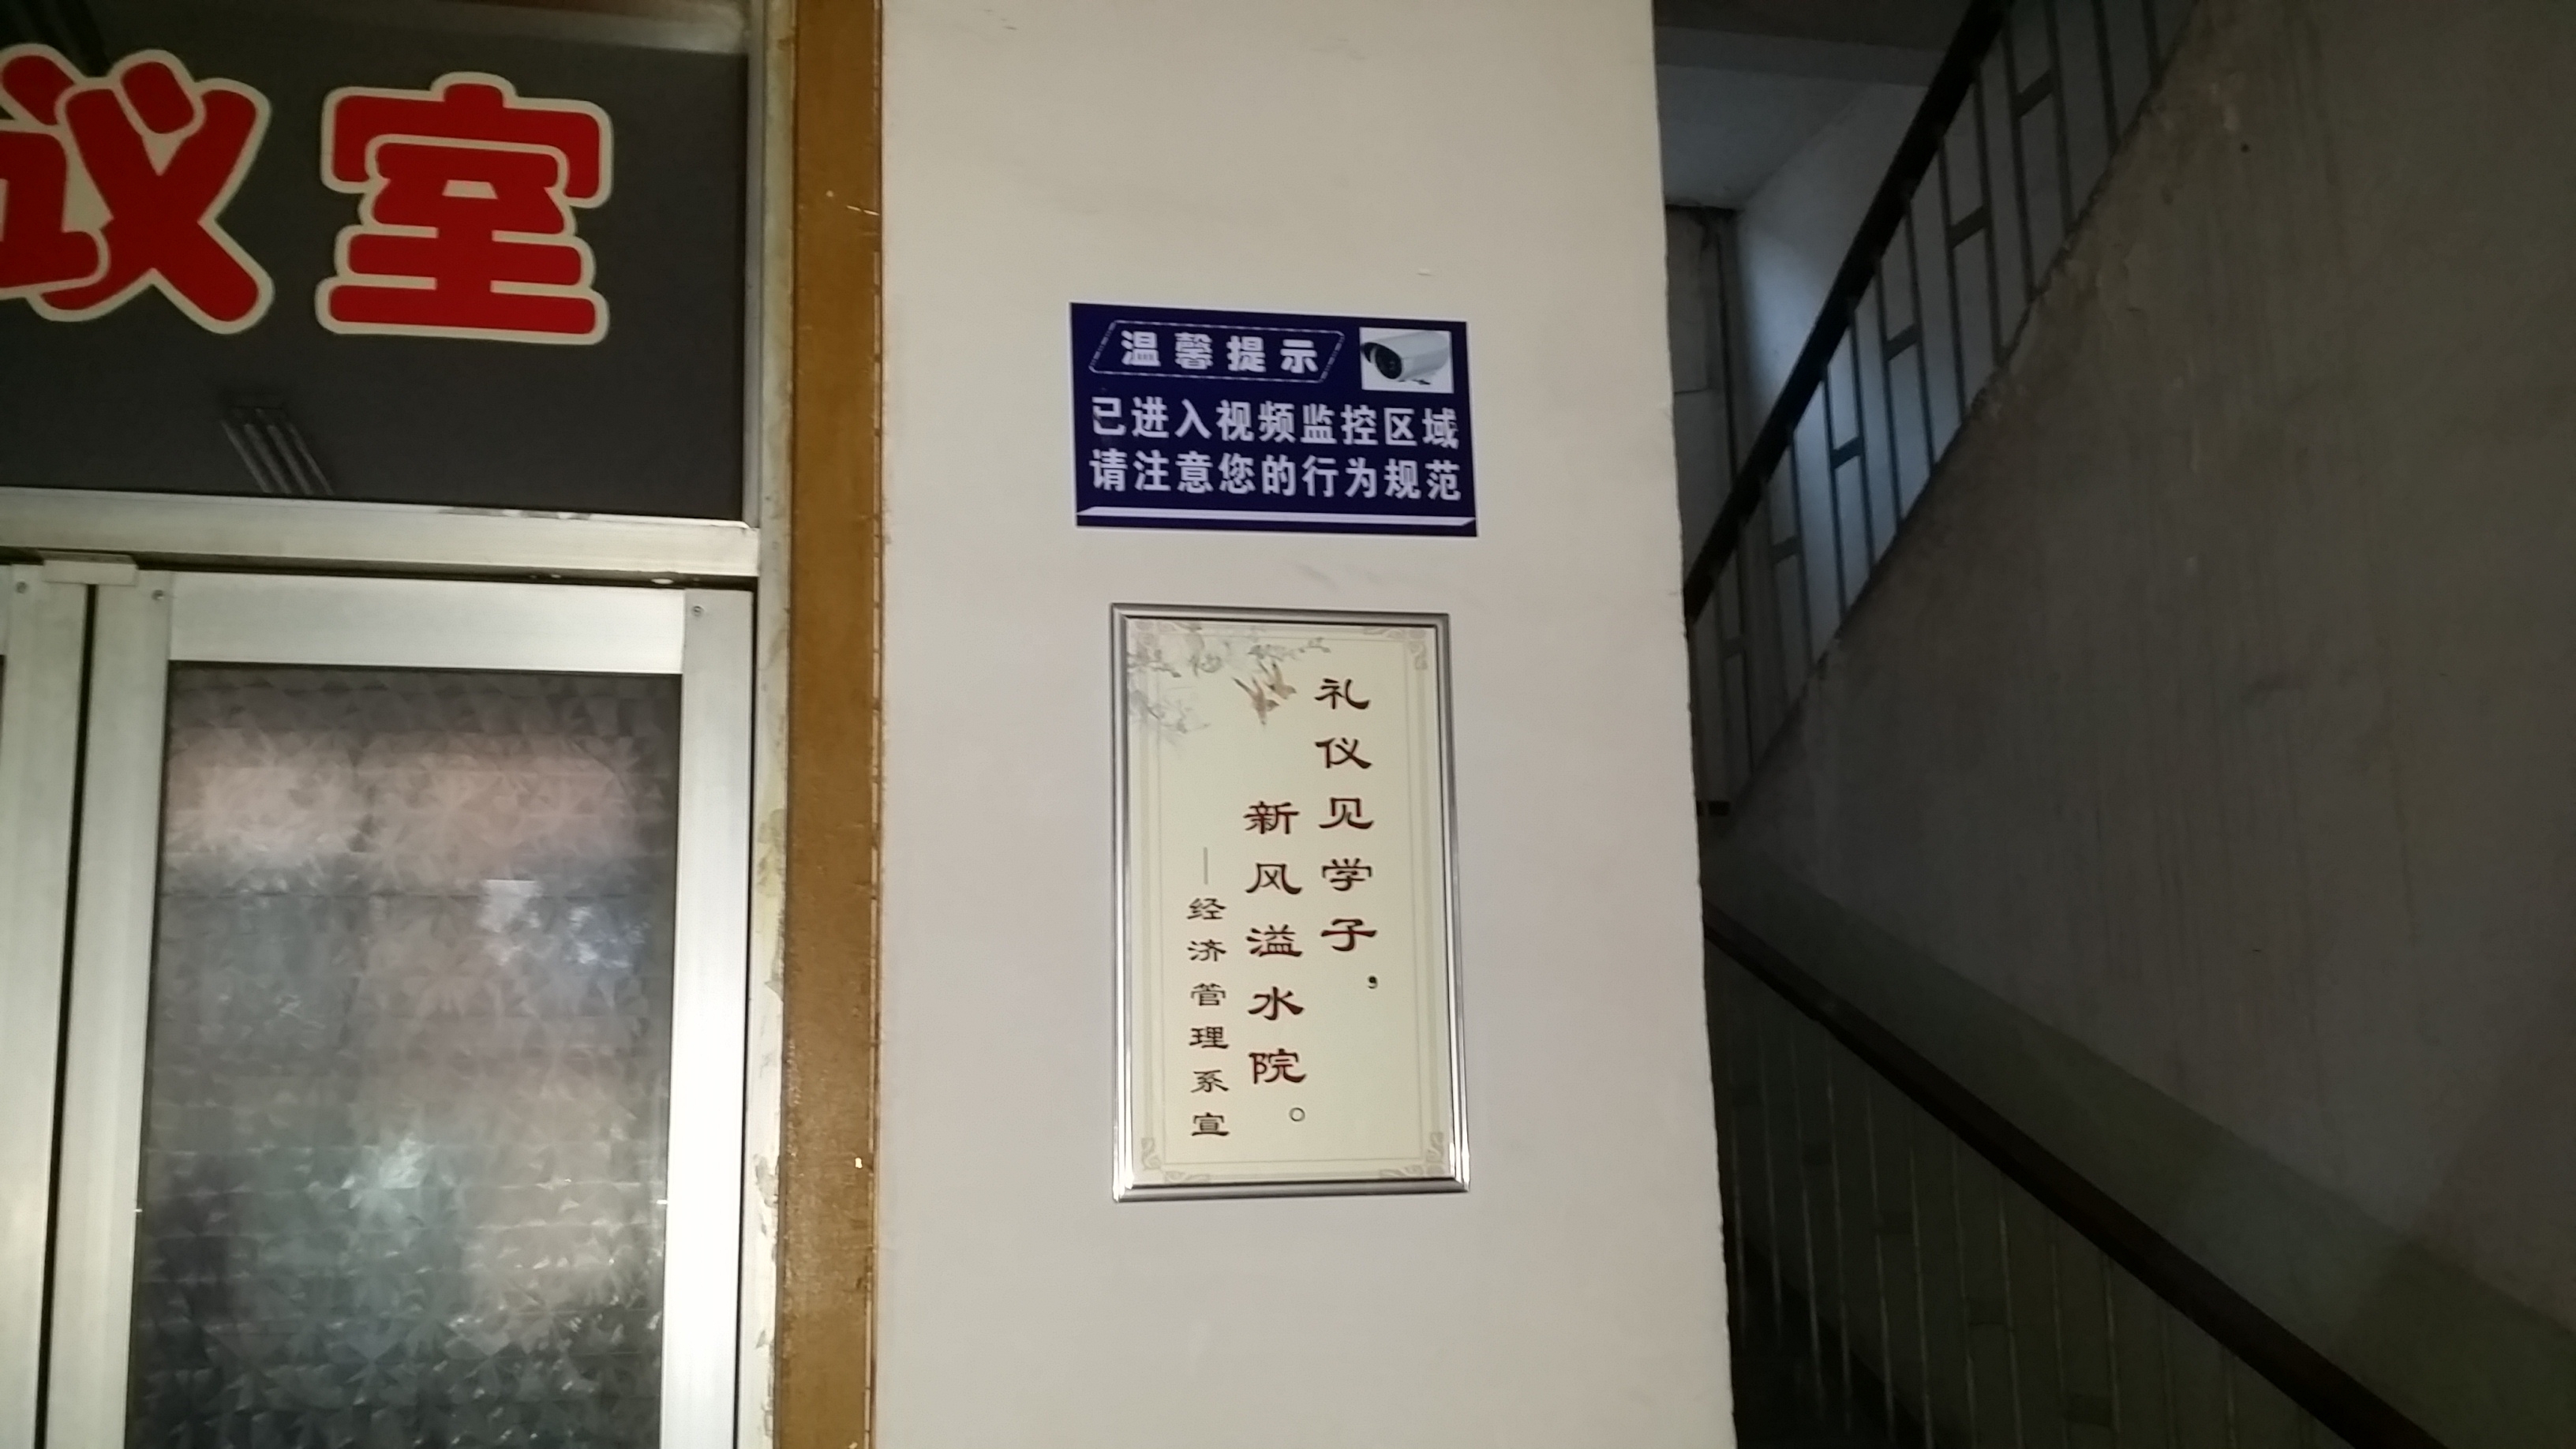 议室
温馨提示
已进入视频监控区域
请注意您的行为规范
礼仪见学子，
新风溢水院。
—经济管理系宣